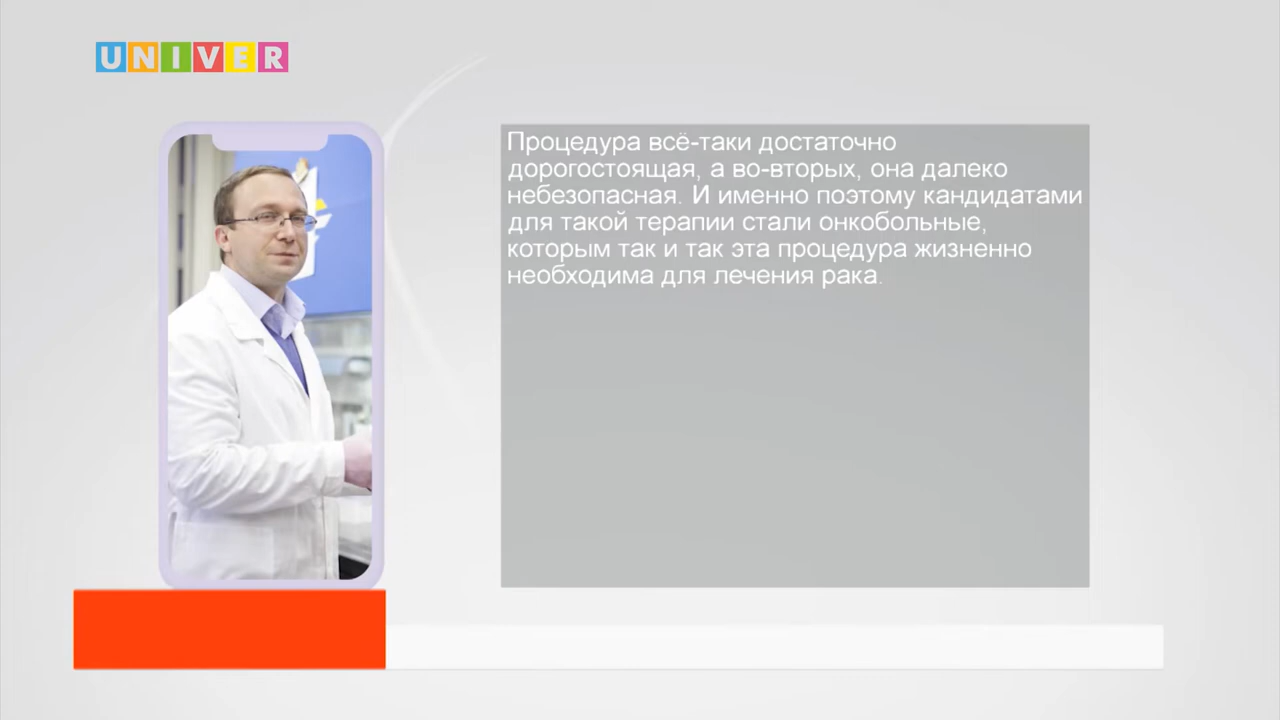 UNIVER
Процедура всё-таки достаточно
дорогостоящая, а во-вторых, она далеко
небезопасная. И именно поэтому кандидатами
для такой терапии стали онкобольные,
которым так и так эта процедура жизненно
необходима для лечения рака.